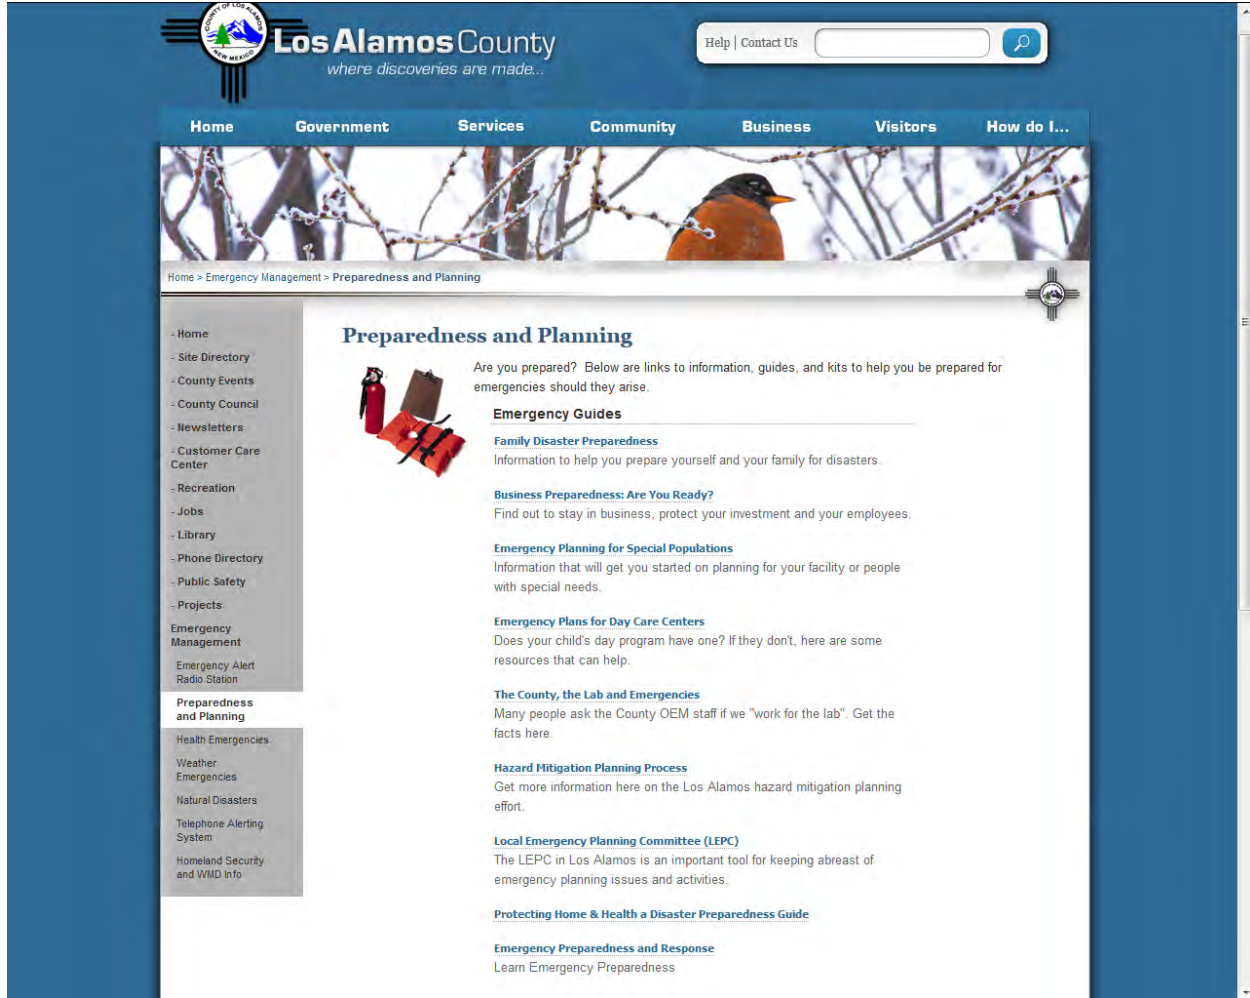 COUNTY OF LOS ALAMOS
NEW MEXICO
Los Alamos County
where discoveries are made...
Help | Contact Us
Home Government Services Community Business Visitors How do I...
Home > Emergency Management > Preparedness and Planning
- Home
- Site Directory
- County Events
- County Council
- Newsletters
- Customer Care
Center
- Recreation
- Jobs
- Library
- Phone Directory
- Public Safety
- Projects
Emergency
Management
Emergency Alert
Radio Station
Preparedness
and Planning
Health Emergencies
Weather
Emergencies
Natural Disasters
Telephone Alerting
System
Homeland Security
and WMD Info
Preparedness and Planning
Are you prepared?  Below are links to information, guides, and kits to help you be prepared for
emergencies should they arise.
Emergency Guides
Family Disaster Preparedness
Information to help you prepare yourself and your family for disasters.
Business Preparedness: Are You Ready?
Find out to stay in business, protect your investment and your employees.
Emergency Planning for Special Populations
Information that will get you started on planning for your facility or people
with special needs.
Emergency Plans for Day Care Centers
Does your child's day program have one? If they don't, here are some
resources that can help.
The County, the Lab and Emergencies
Many people ask the County OEM staff if we "work for the lab". Get the
facts here.
Hazard Mitigation Planning Process
Get more information here on the Los Alamos hazard mitigation planning
effort.
Local Emergency Planning Committee (LEPC)
The LEPC in Los Alamos is an important tool for keeping abreast of
emergency planning issues and activities.
Protecting Home & Health a Disaster Preparedness Guide
Emergency Preparedness and Response
Learn Emergency Preparedness